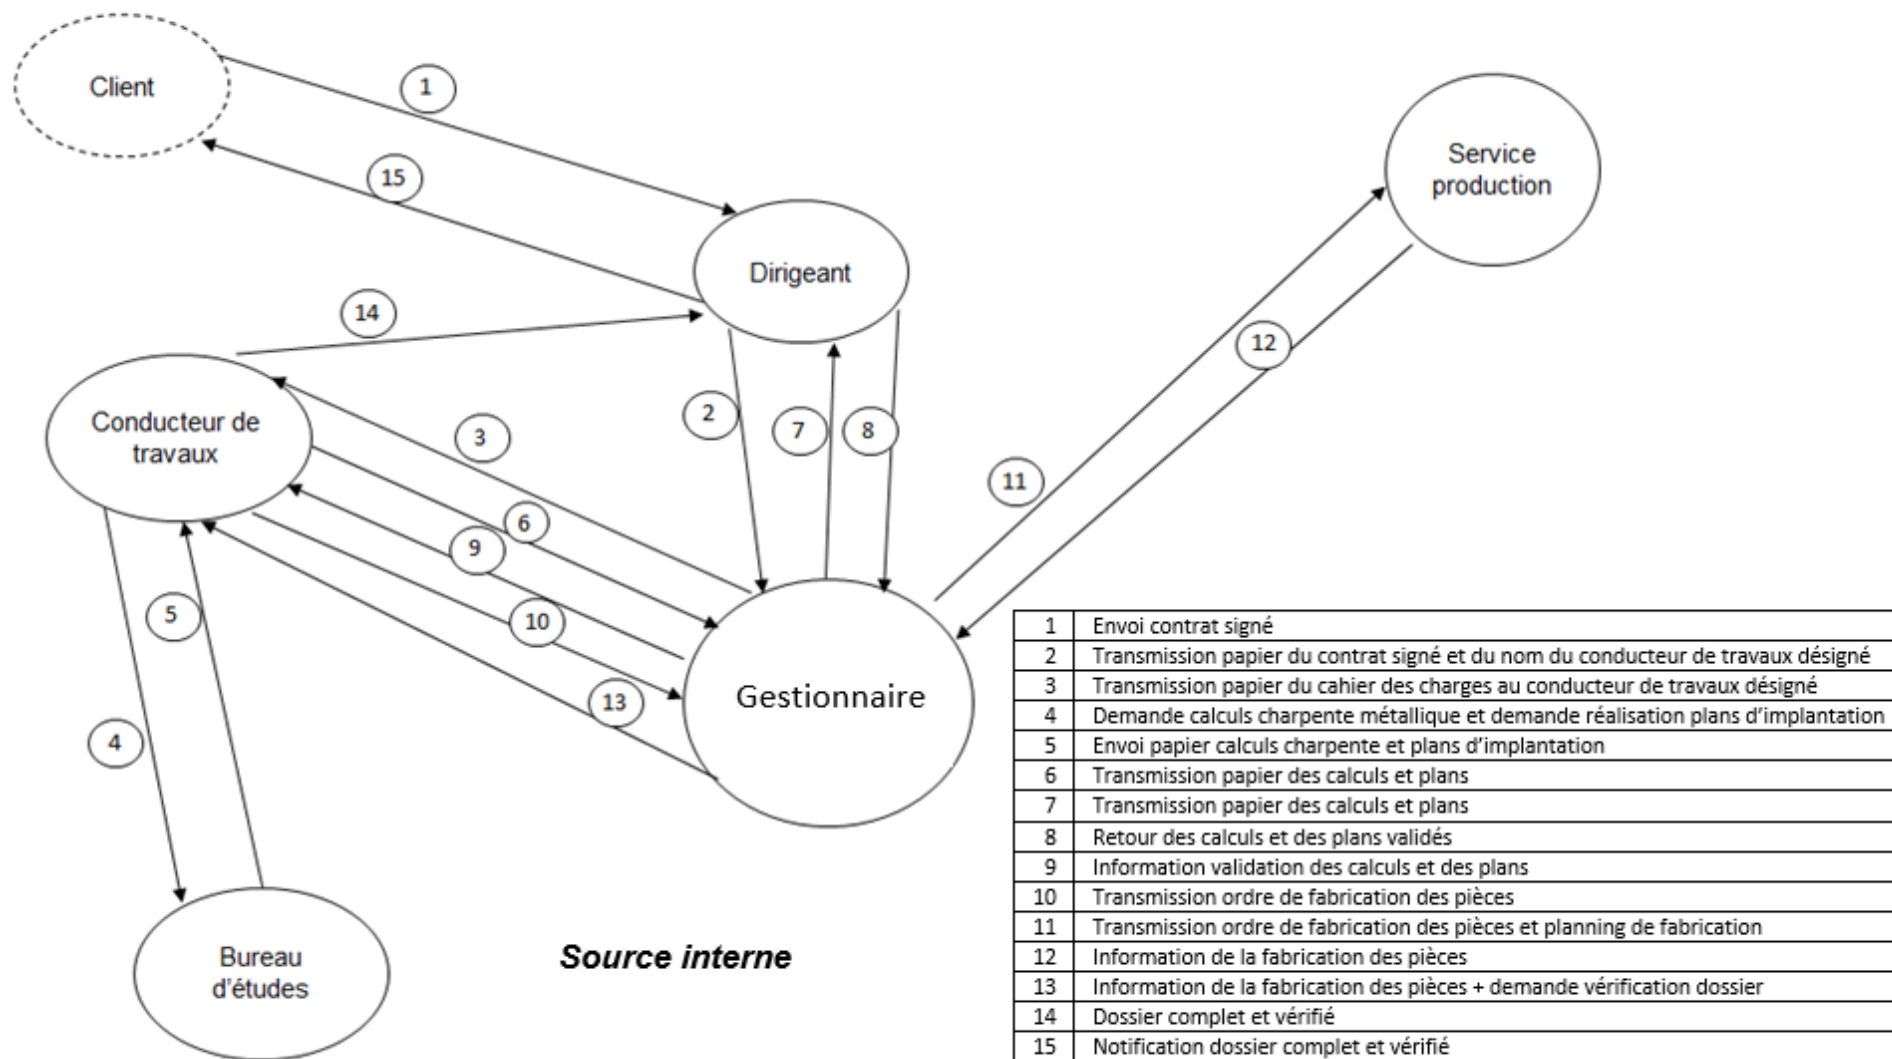 Client
1
15
Service
production
Dirigeant
14
12
Conducteur de
travaux
3
2
7
8
11
6
9
5
10
13
Gestionnaire
4
Bureau
d'études
Source interne
1 Envoi contrat signé
2 Transmission papier du contrat signé et du nom du conducteur de travaux désigné
3 Transmission papier du cahier des charges au conducteur de travaux désigné
4 Demande calculs charpente métallique et demande réalisation plans d'implantation
5 Envoi papier calculs charpente et plans d'implantation
6 Transmission papier des calculs et plans
7 Transmission papier des calculs et plans
8 Retour des calculs et des plans validés
9 Information validation des calculs et des plans
10 Transmission ordre de fabrication des pièces
11 Transmission ordre de fabrication des pièces et planning de fabrication
12 Information de la fabrication des pièces
13 Information de la fabrication des pièces + demande vérification dossier
14 Dossier complet et vérifié
15 Notification dossier complet et vérifié